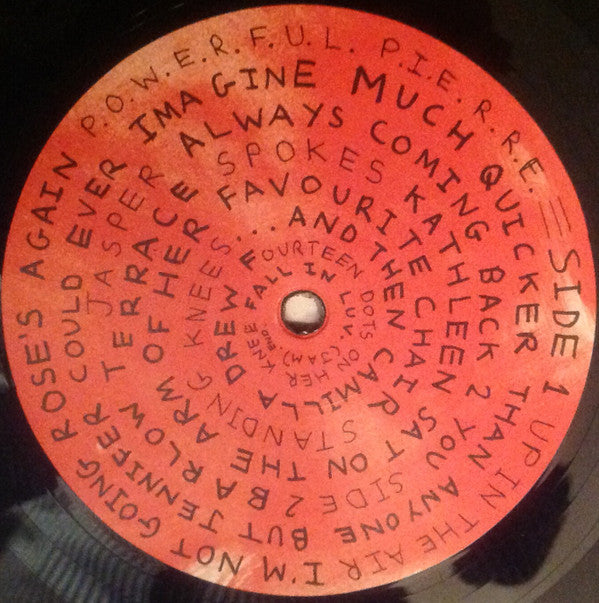 P.O.W.E.R.F.U.L. P.I.E.R.R.E.
SIDE 1 UP IN THE AIR I'M NOT GOING ROSE'S AGAIN
MUCH QUICKER THAN ANYONE BUT JENNIFER COULD EVER IMAGINE
ALWAYS COMING BACK 2 YOU
SIDE 2 BARLOW TERRACE
JASPER SPOKES
KATHLEEN SAT ON THE ARM OF HER FAVOURITE CHAIR
STANDING KNEES
...AND THEN CAMILLA DREW FOURTEEN DOTS ON HER KNEE
FALL IN LUV. (JAM)